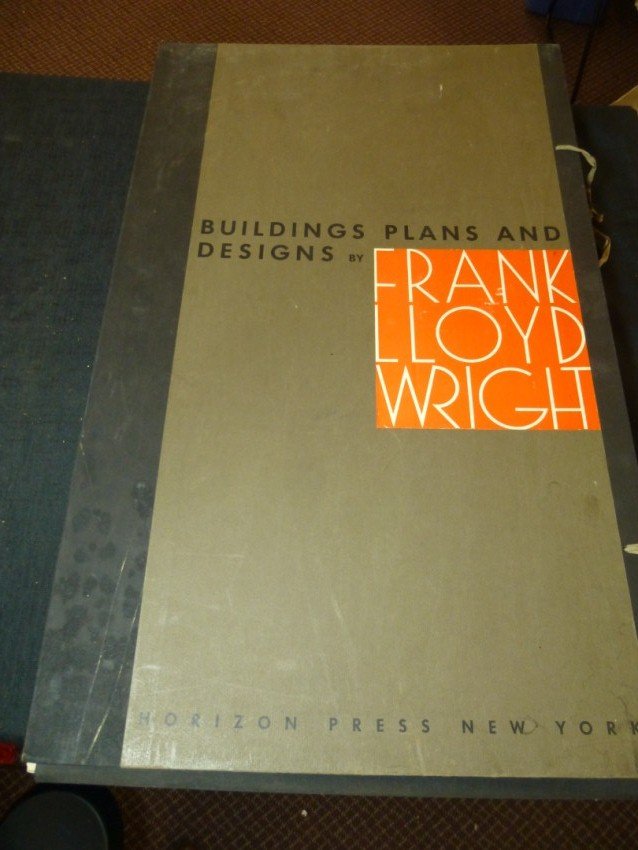 BUILDINGS PLANS AND
DESIGNS BY
FRANK
LLOYD
WRIGHT
HORIZON PRESS NEW YORK